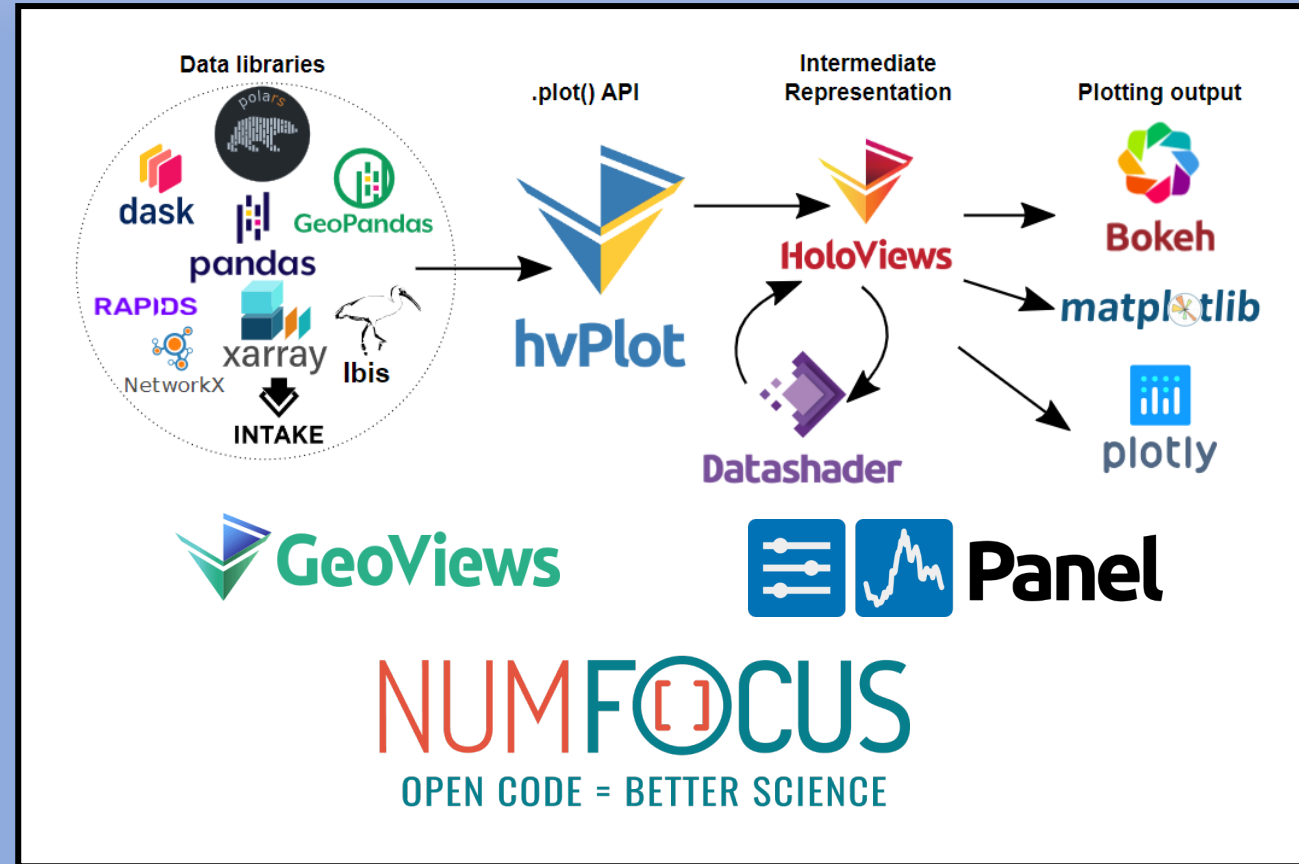 Data libraries
polars
dask
GeoPandas
pandas
RAPIDS
xarray
Ibis
NetworkX
INTAKE
.plot() API
hvPlot
Intermediate
Representation
HoloViews
Datashader
Plotting output
Bokeh
matplotlib
plotly
GeoViews
Panel
NUMFOCUS
OPEN CODE = BETTER SCIENCE